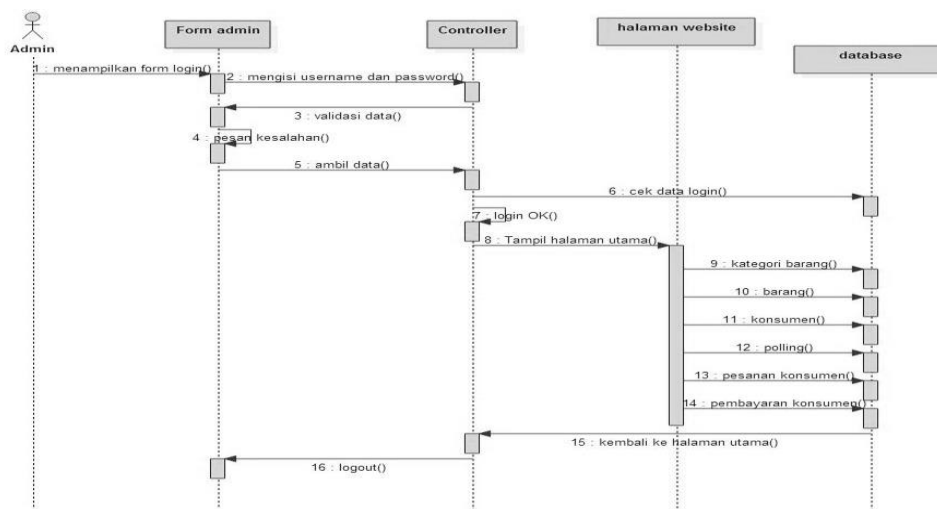 Admin
Form admin
Controller
halaman website
database
1 : menampilkan form login()
2 : mengisi username dan password()
3 : validasi data()
4 : pesan kesalahan()
5 : ambil data()
6 : cek data login()
7 : login OK()
8 : Tampil halaman utama()
9 : kategori barang()
10 : barang()
11 : konsumen()
12 : polling()
13 : pesanan konsumen()
14 : pembayaran konsumen()
15 : kembali ke halaman utama()
16 : logout()